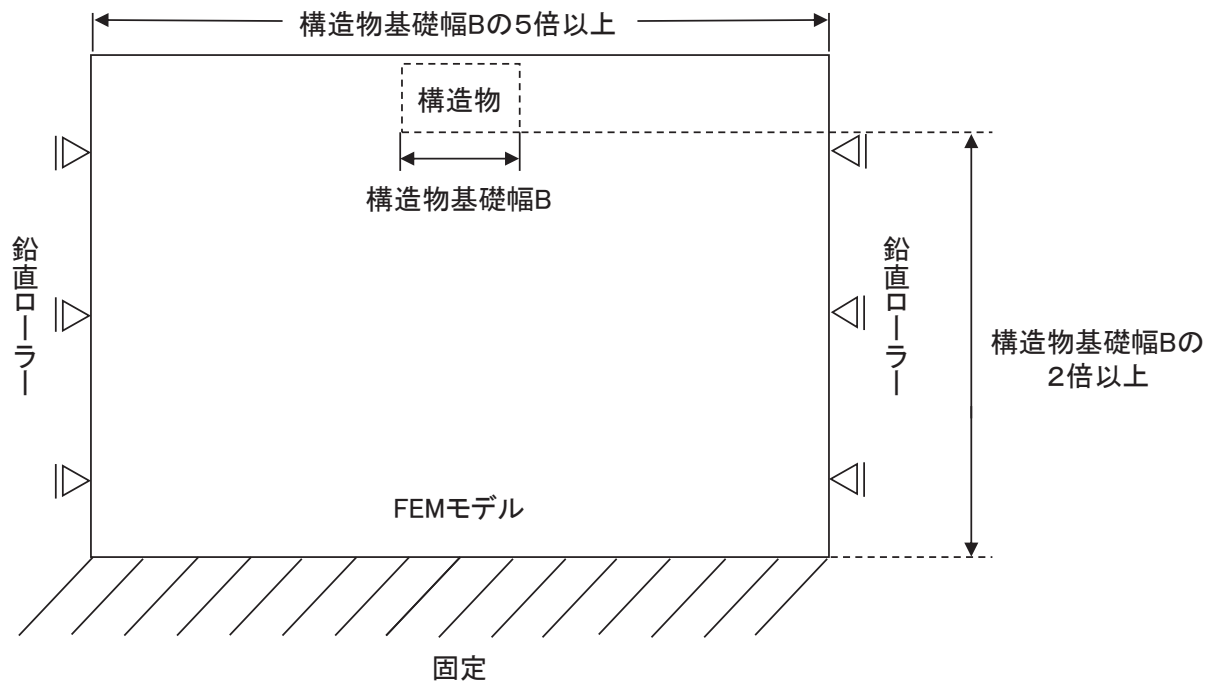 構造物基礎幅Bの5倍以上
構造物
構造物基礎幅B
鉛直ローラー
鉛直ローラー
構造物基礎幅Bの
2倍以上
FEMモデル
固定